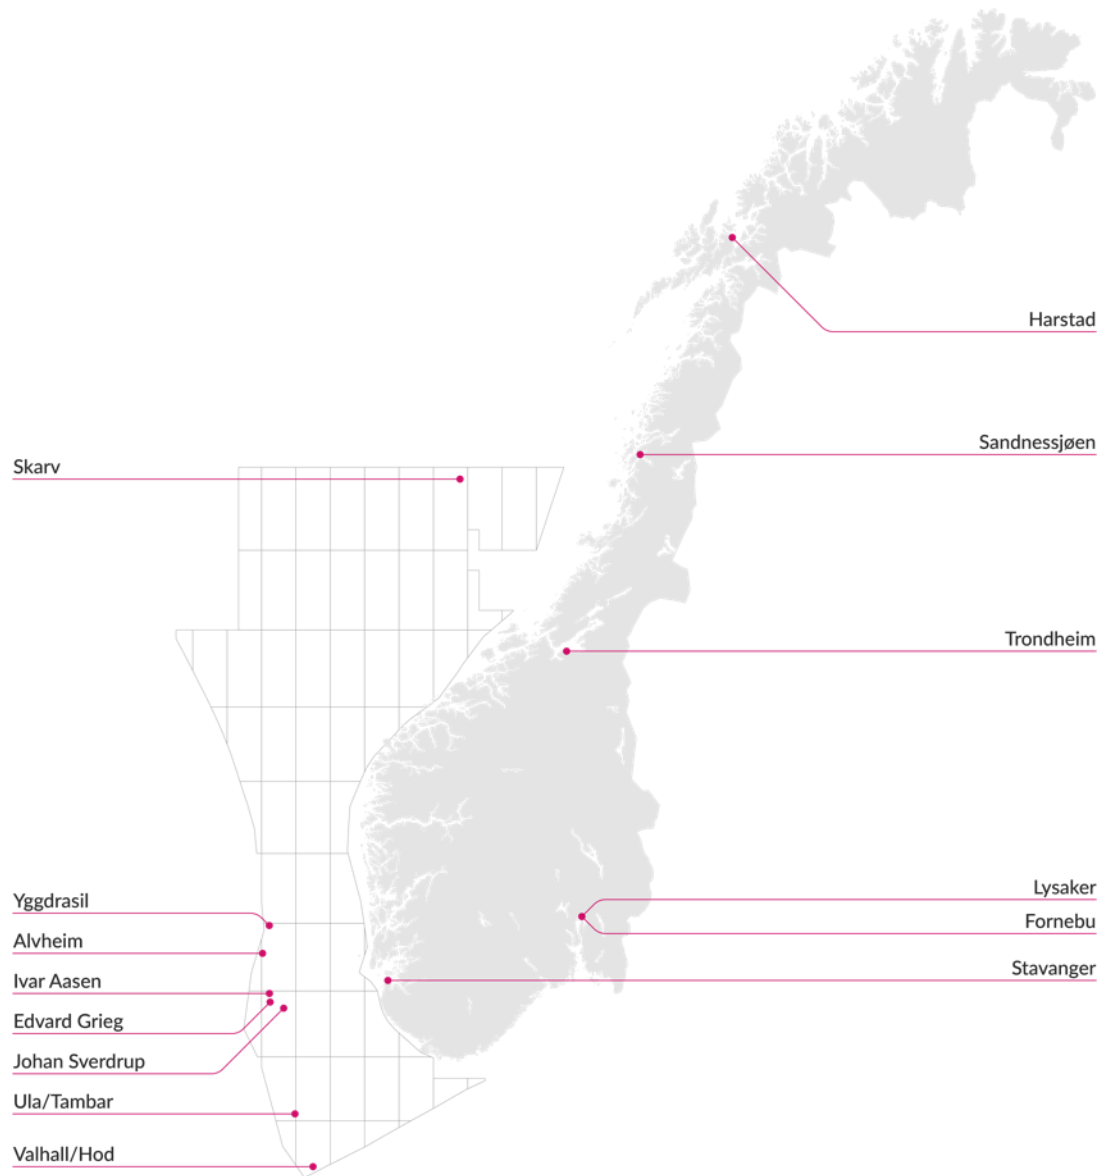 Harstad
Sandnessjøen
Skarv
Trondheim
Lysaker
Yggdrasil
Fornebu
Alvheim
Stavanger
Ivar Aasen
Edvard Grieg
Johan Sverdrup
Ula/Tambar
Valhall/Hod